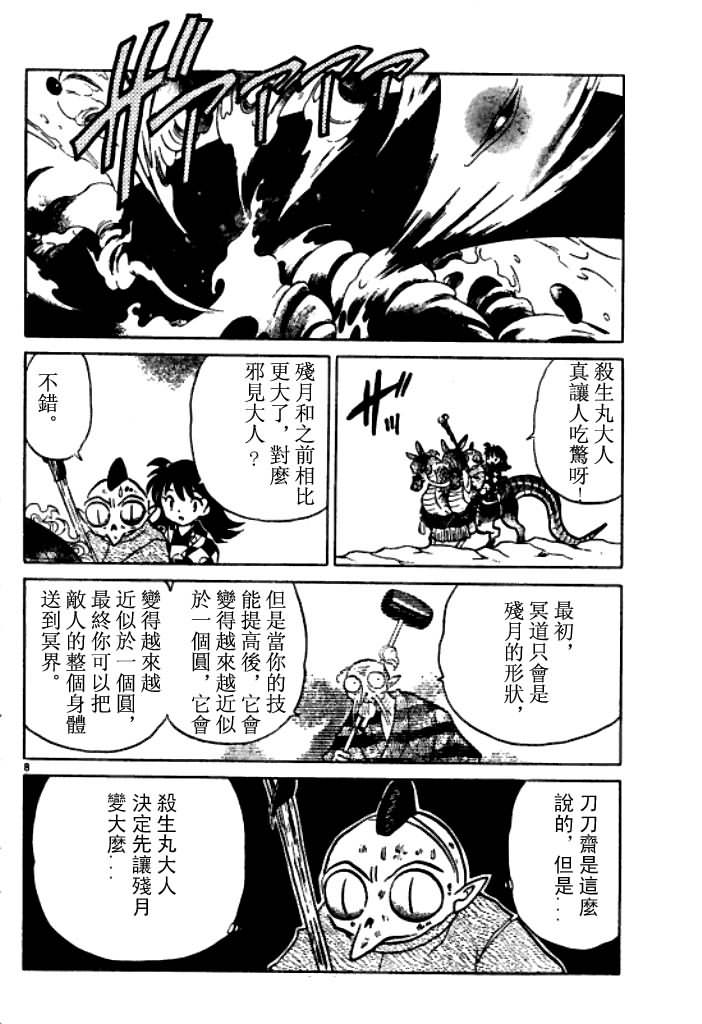 ザアアアア
殺生丸大人
真讓人吃驚呀！
殘月和之前相比
更大了，對麼
邪見大人？
不錯。
最初，
冥道只會是
殘月的形狀，
但是當你的技
能提高後，它會
變得越來越近似
於一個圓，它會
變得越來越
近似於一個圓，
最終你可以把
敵人的整個身體
送到冥界。
8
刀刀齋是這麼
說的，但是…
殺生丸大人
決定先讓殘月
變大麼…